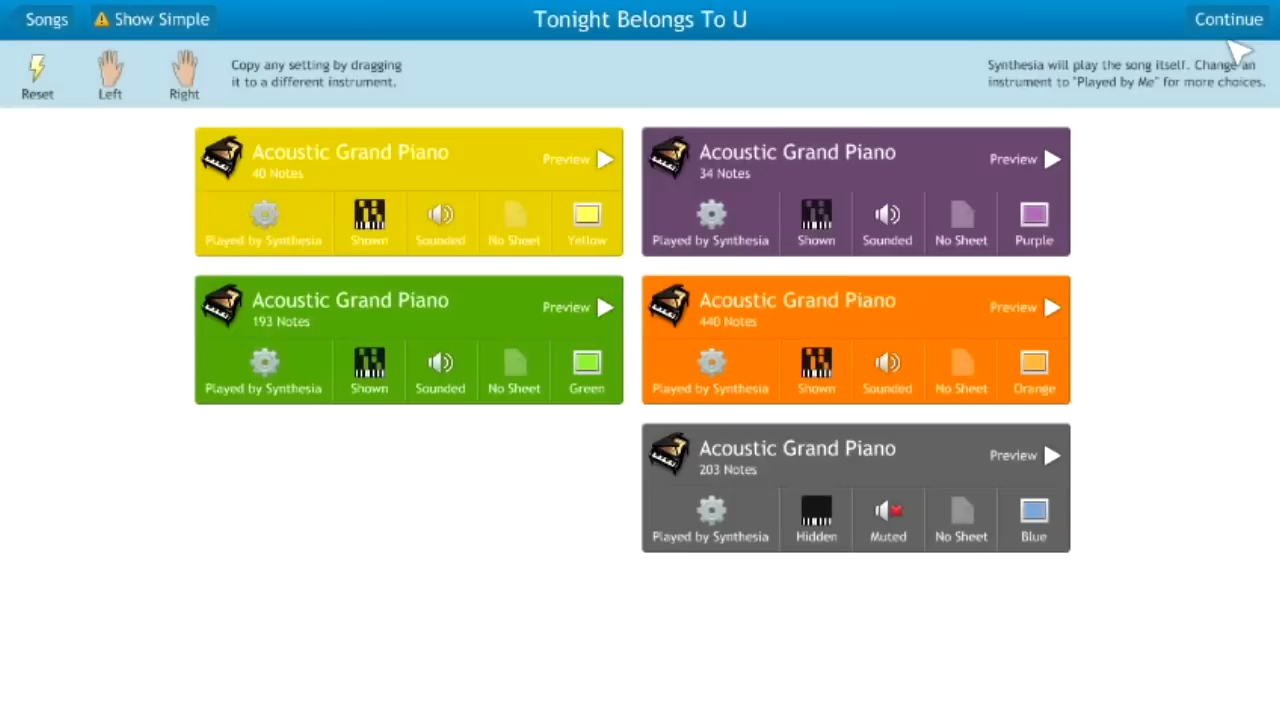 Songs
Show Simple
Tonight Belongs To U
Continue
Reset
Left
Right
Copy any setting by dragging
it to a different instrument.
Synthesia will play the song itself. Change an
instrument to "Played by Me" for more choices.
Acoustic Grand Piano
40 Notes
Preview
Played by Synthesia
Shown
Sounded
No Sheet
Yellow
Acoustic Grand Piano
34 Notes
Preview
Played by Synthesia
Shown
Sounded
No Sheet
Purple
Acoustic Grand Piano
193 Notes
Preview
Played by Synthesia
Shown
Sounded
No Sheet
Green
Acoustic Grand Piano
440 Notes
Preview
Played by Synthesia
Shown
Sounded
No Sheet
Orange
Acoustic Grand Piano
203 Notes
Preview
Played by Synthesia
Hidden
Muted
No Sheet
Blue